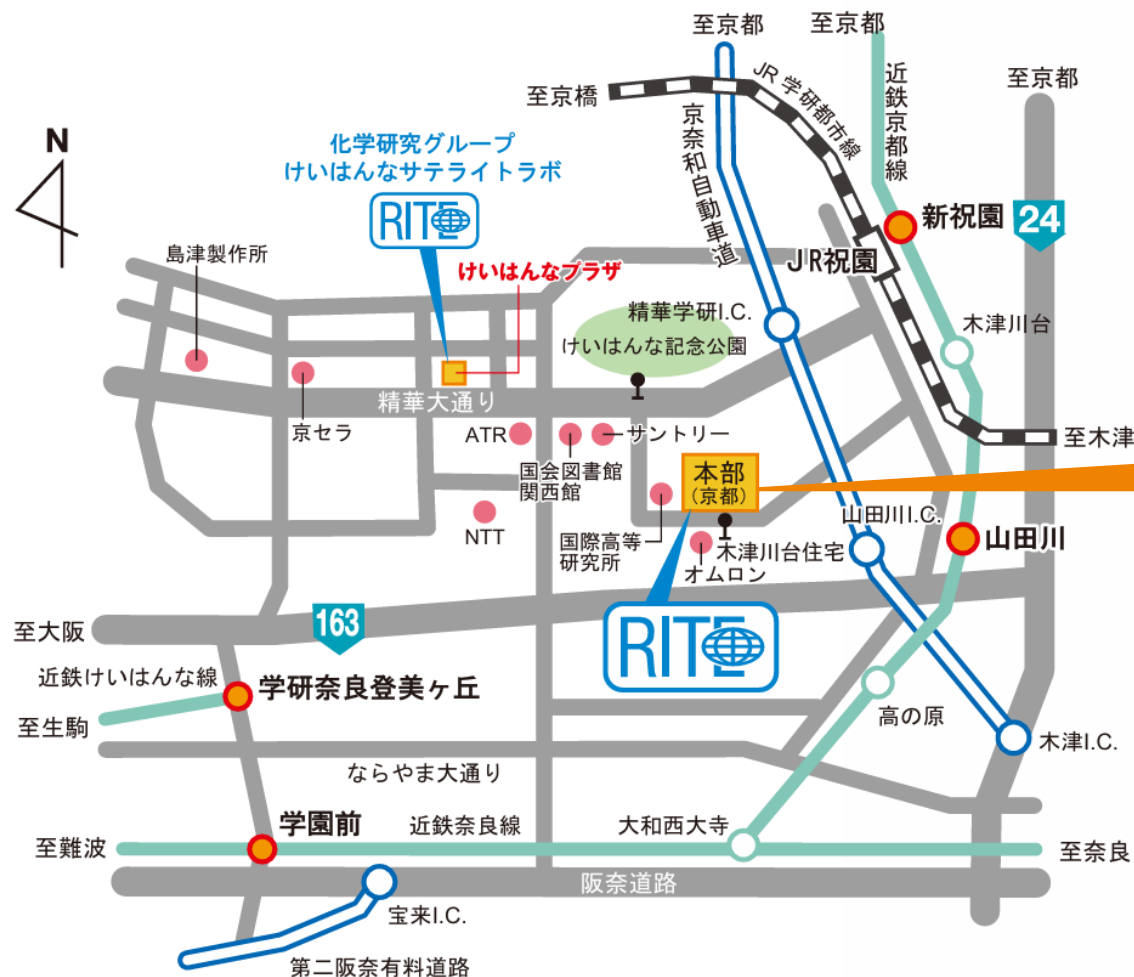 至京都
至京都
至京都
至京橋
JR学研都市線
近鉄京都線
京奈和自動車道
N
化学研究グループ
けいはんなサテライトラボ
RITE
新祝園
24
島津製作所
けいはんなプラザ
JR祝園
精華学研I.C.
木津川台
けいはんな記念公園
精華大通り
京セラ
ATR
サントリー
至木津
国会図書館
関西館
本部
(京都)
NTT
国際高等
研究所
山田川I.C.
山田川
木津川台住宅
オムロン
至大阪
163
RITE
近鉄けいはんな線
学研奈良登美ヶ丘
至生駒
高の原
木津I.C.
ならやま大通り
学園前
近鉄奈良線
大和西大寺
至難波
至奈良
阪奈道路
宝来I.C.
第二阪奈有料道路